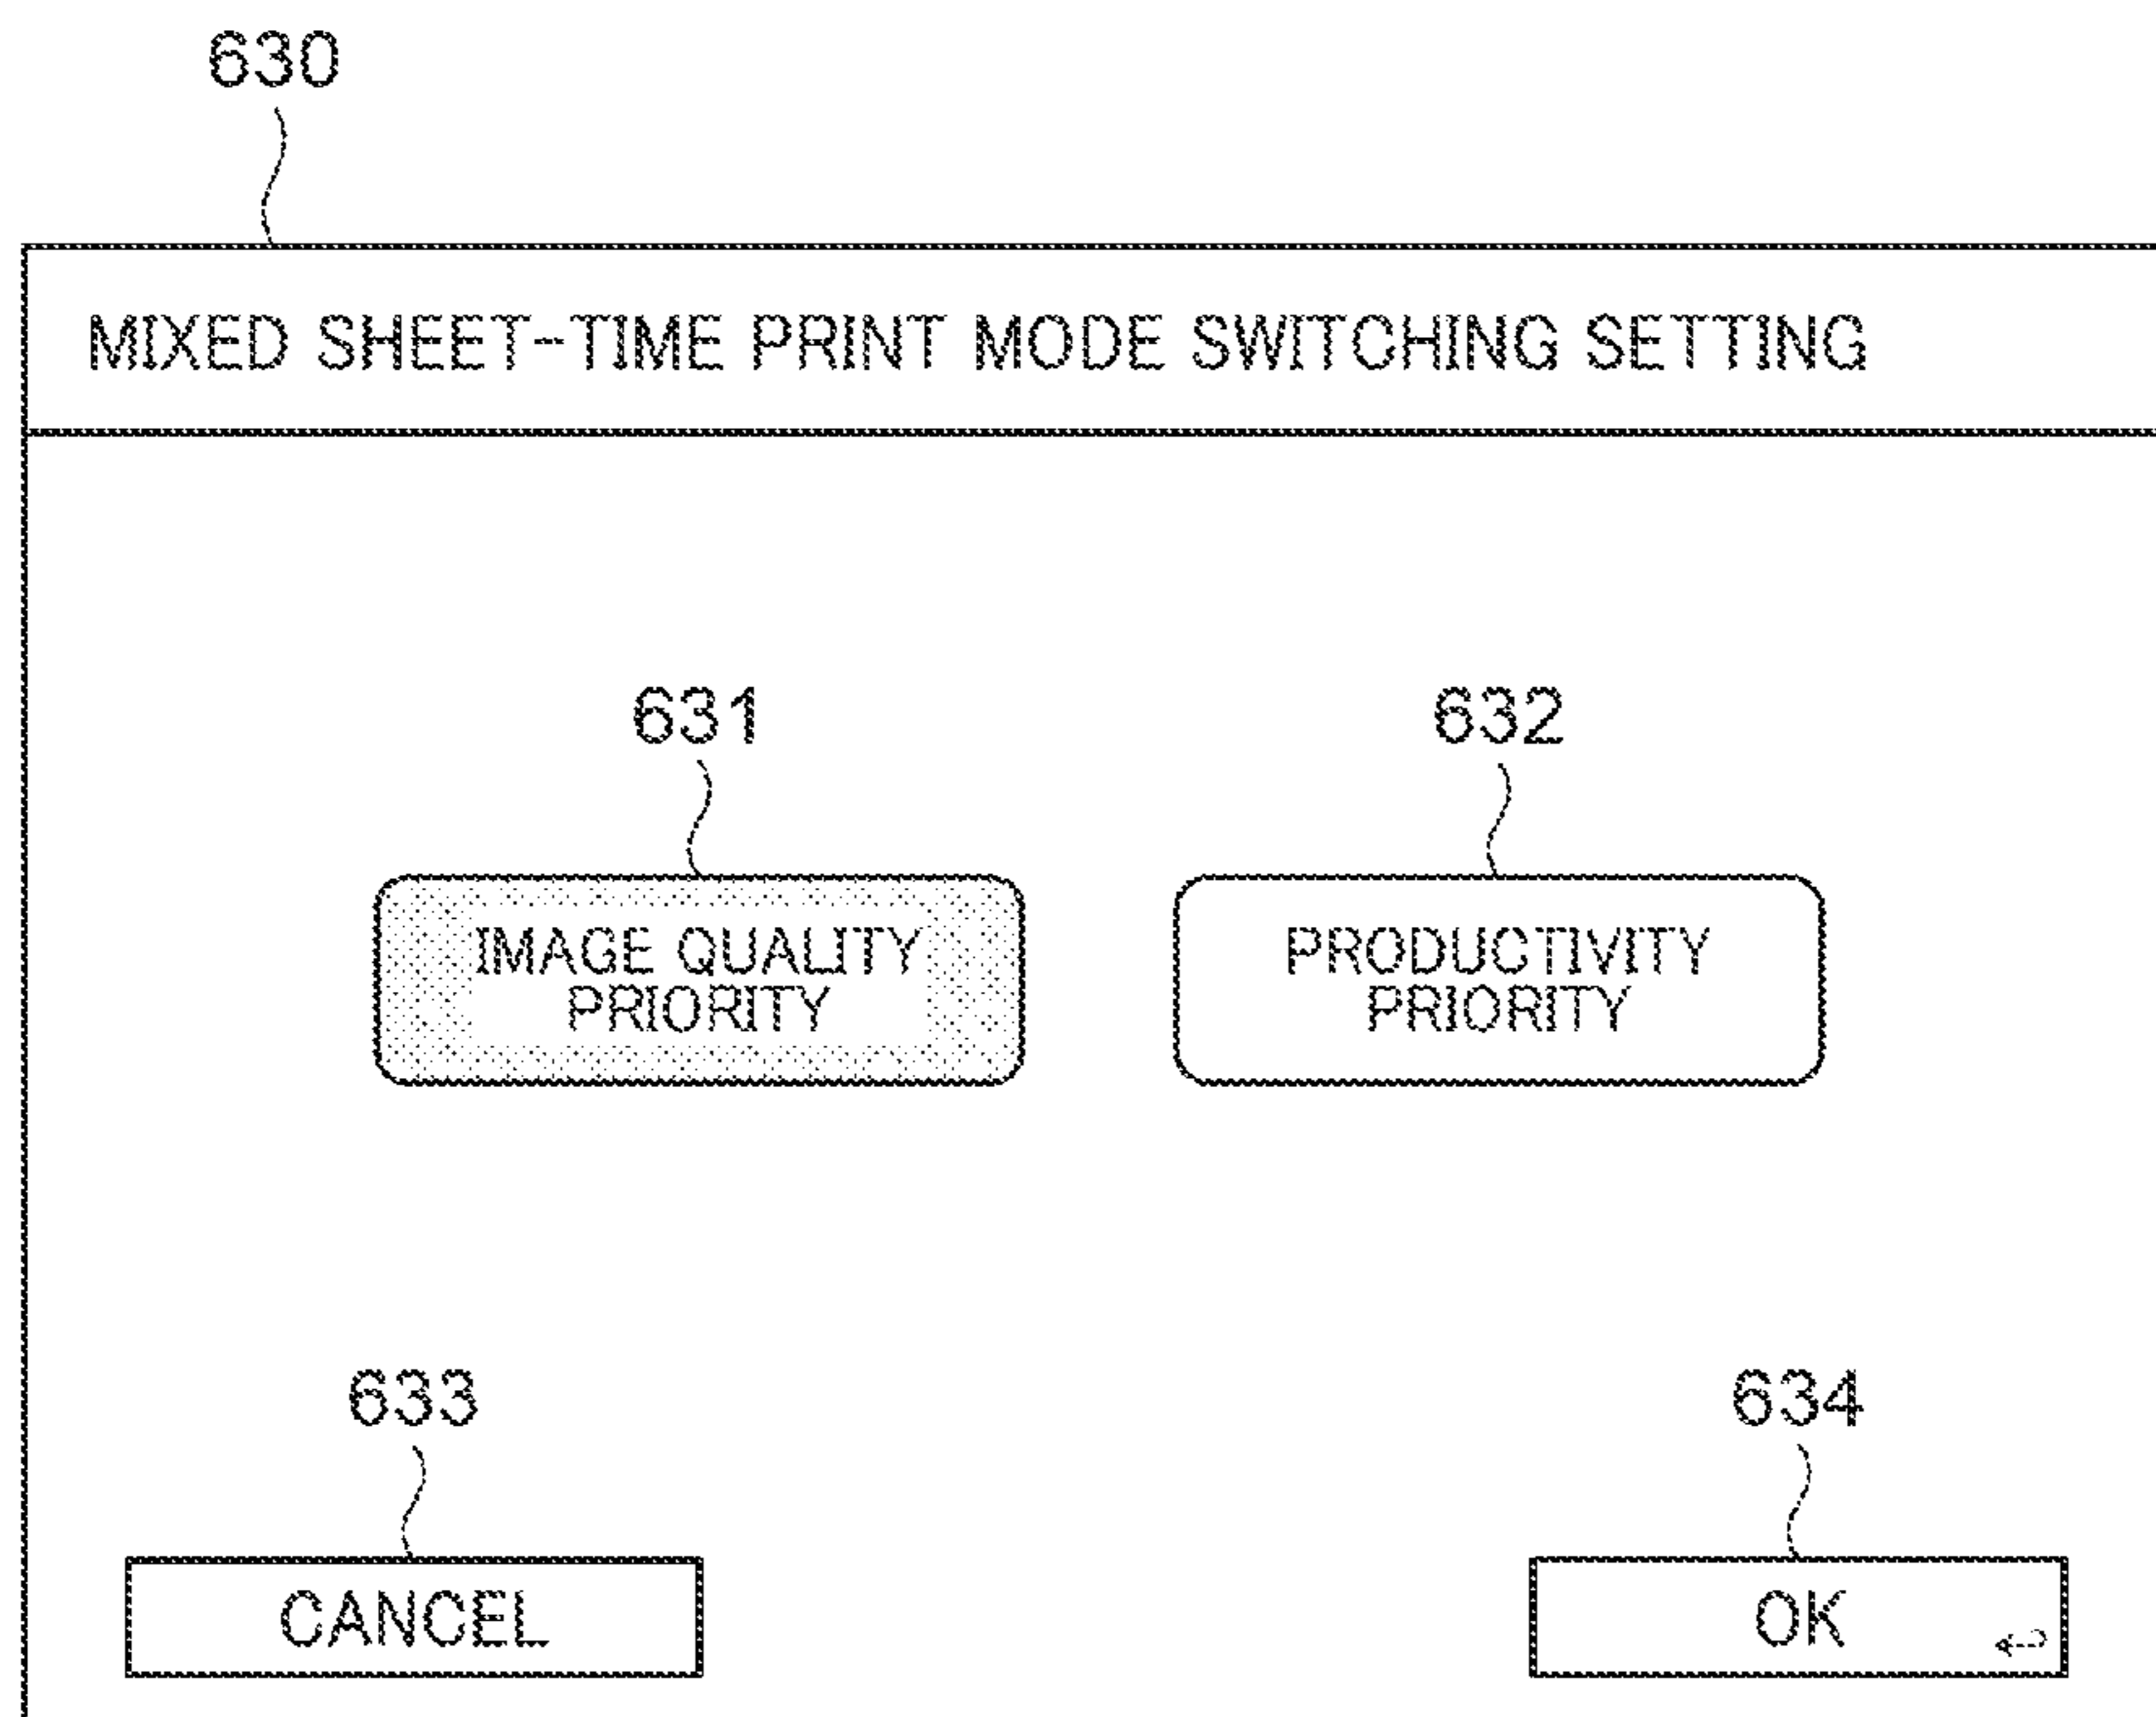 630
MIXED SHEET-TIME PRINT MODE SWITCHING SETTING
631
632
IMAGE QUALITY
PRIORITY
PRODUCTIVITY
PRIORITY
633
634
CANCEL
OK